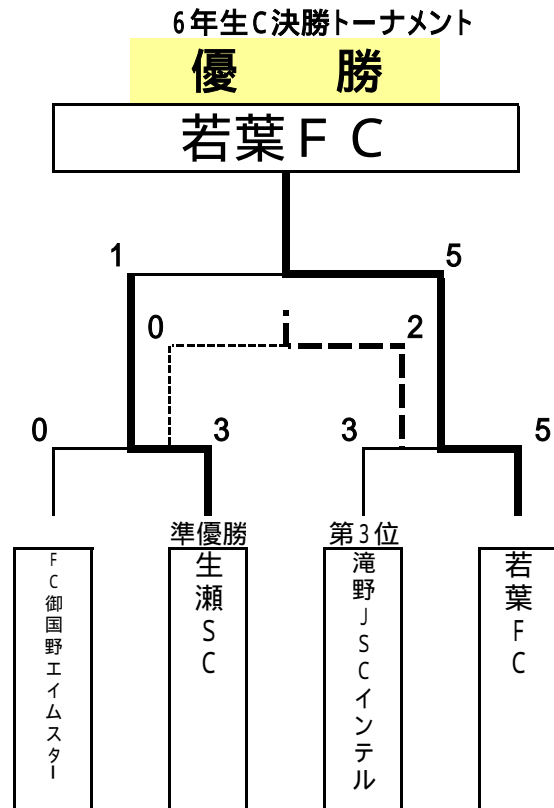 6年生C決勝トーナメント
優　勝
若葉ＦＣ
1
5
0
2
0
3
3
5
準優勝
第3位
FC御国野エイムスター
生瀬SC
滝野JSCインテル
若葉FC